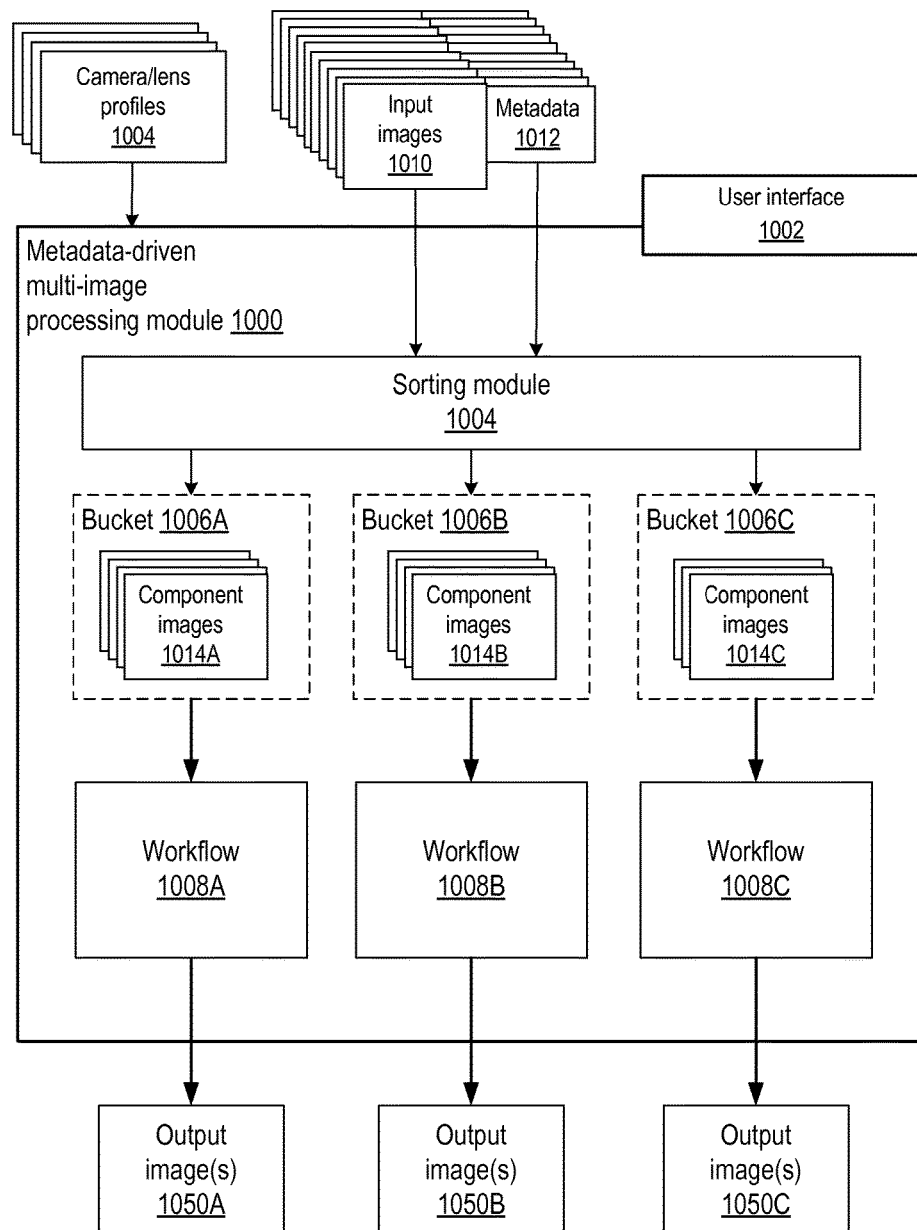 Camera/lens
profiles
1004
Input
images
1010
Metadata
1012
User interface
1002
Metadata-driven
multi-image
processing module 1000
Sorting module
1004
Bucket 1006A
Component
images
1014A
Bucket 1006B
Component
images
1014B
Bucket 1006C
Component
images
1014C
Workflow
1008A
Workflow
1008B
Workflow
1008C
Output
image(s)
1050A
Output
image(s)
1050B
Output
image(s)
1050C